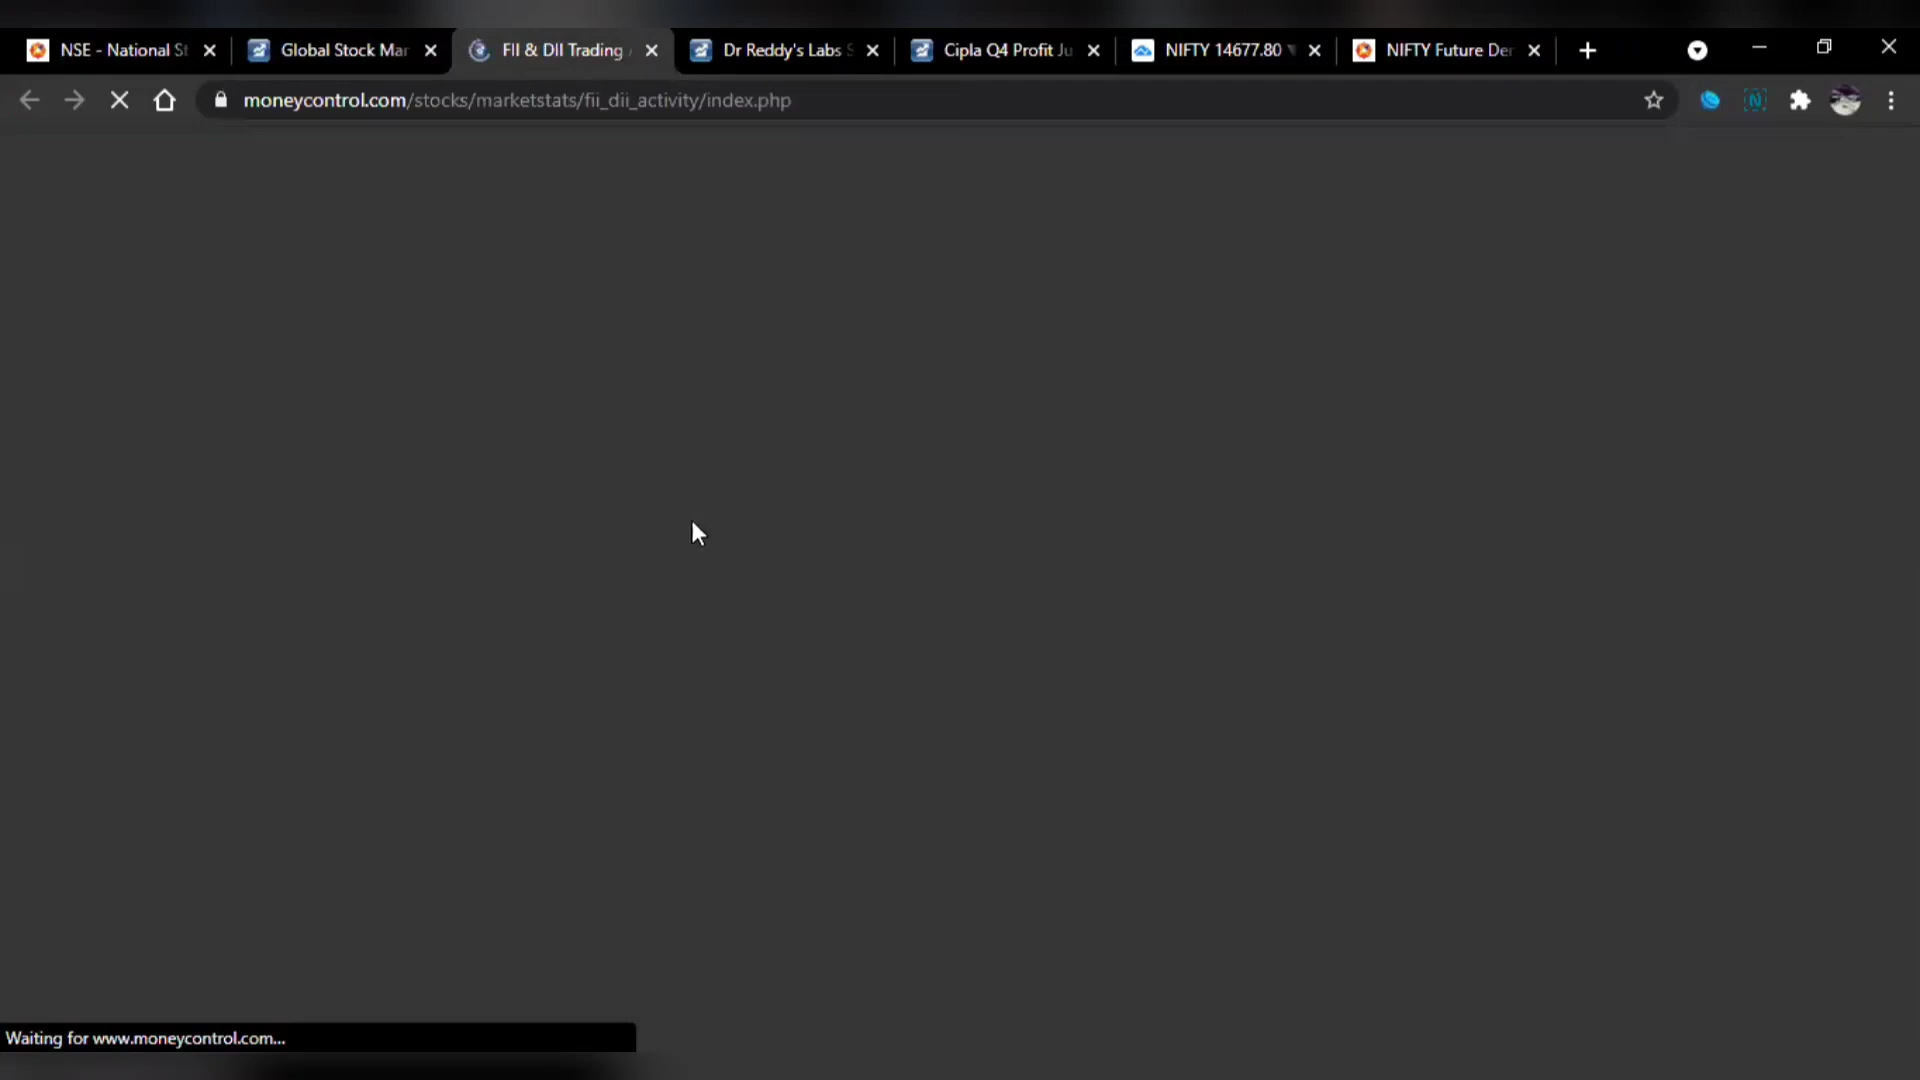 NSE - National St
Global Stock Mar
FII & DII Trading
Dr Reddy's Labs S
Cipla Q4 Profit Ju
NIFTY 14677.80 ▼
NIFTY Future Der
moneycontrol.com/stocks/marketstats/fii_dii_activity/index.php
Waiting for www.moneycontrol.com...